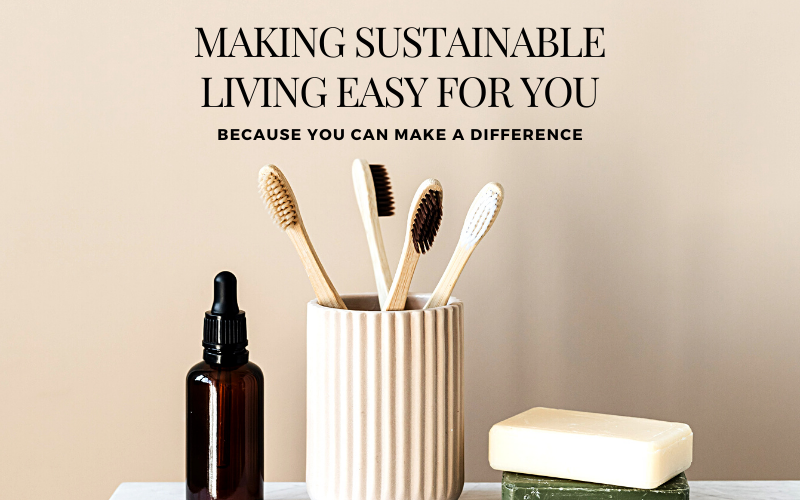 MAKING SUSTAINABLE
LIVING EASY FOR YOU
BECAUSE YOU CAN MAKE A DIFFERENCE